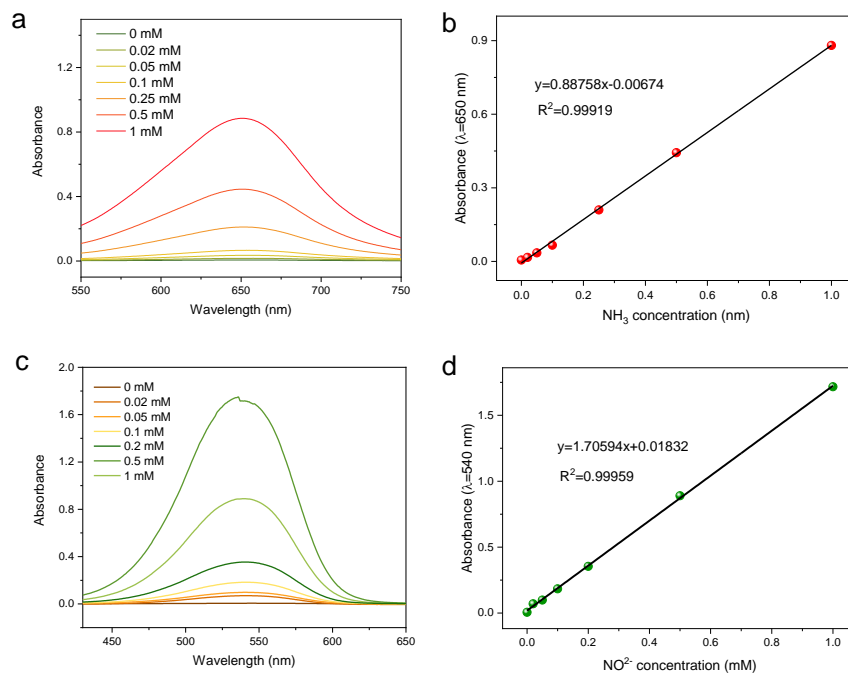 a
0 mM
0.02 mM
0.05 mM
0.1 mM
0.25 mM
0.5 mM
1 mM
1.2
0.8
0.4
0.0
Absorbance
550 600 650 700 750
Wavelength (nm)
b
y=0.88758x-0.00674
R²=0.99919
0.9
0.6
0.3
0.0
Absorbance (λ=650 nm)
0.0 0.2 0.4 0.6 0.8 1.0
NH₃ concentration (nm)
c
0 mM
0.02 mM
0.05 mM
0.1 mM
0.2 mM
0.5 mM
1 mM
2.0
1.6
1.2
0.8
0.4
0.0
Absorbance
450 500 550 600 650
Wavelength (nm)
d
y=1.70594x+0.01832
R²=0.99959
1.5
1.0
0.5
0.0
Absorbance (λ=540 nm)
0.0 0.2 0.4 0.6 0.8 1.0
NO²⁻ concentration (mM)